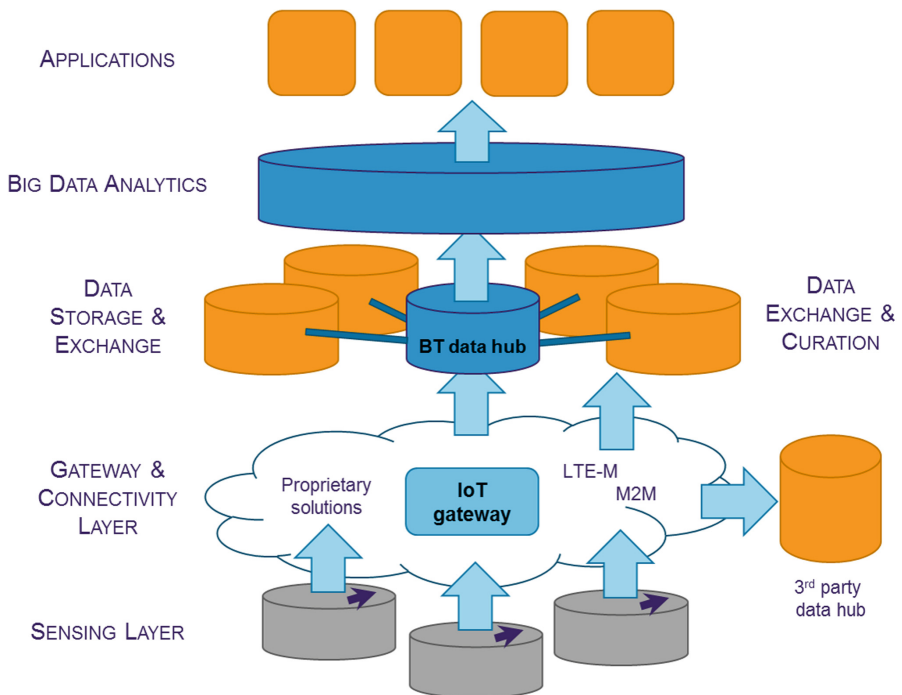 APPLICATIONS
BIG DATA ANALYTICS
DATA
STORAGE &
EXCHANGE
BT data hub
DATA
EXCHANGE &
CURATION
GATEWAY &
CONNECTIVITY
LAYER
Proprietary
solutions
IoT
gateway
LTE-M
M2M
3rd party
data hub
SENSING LAYER